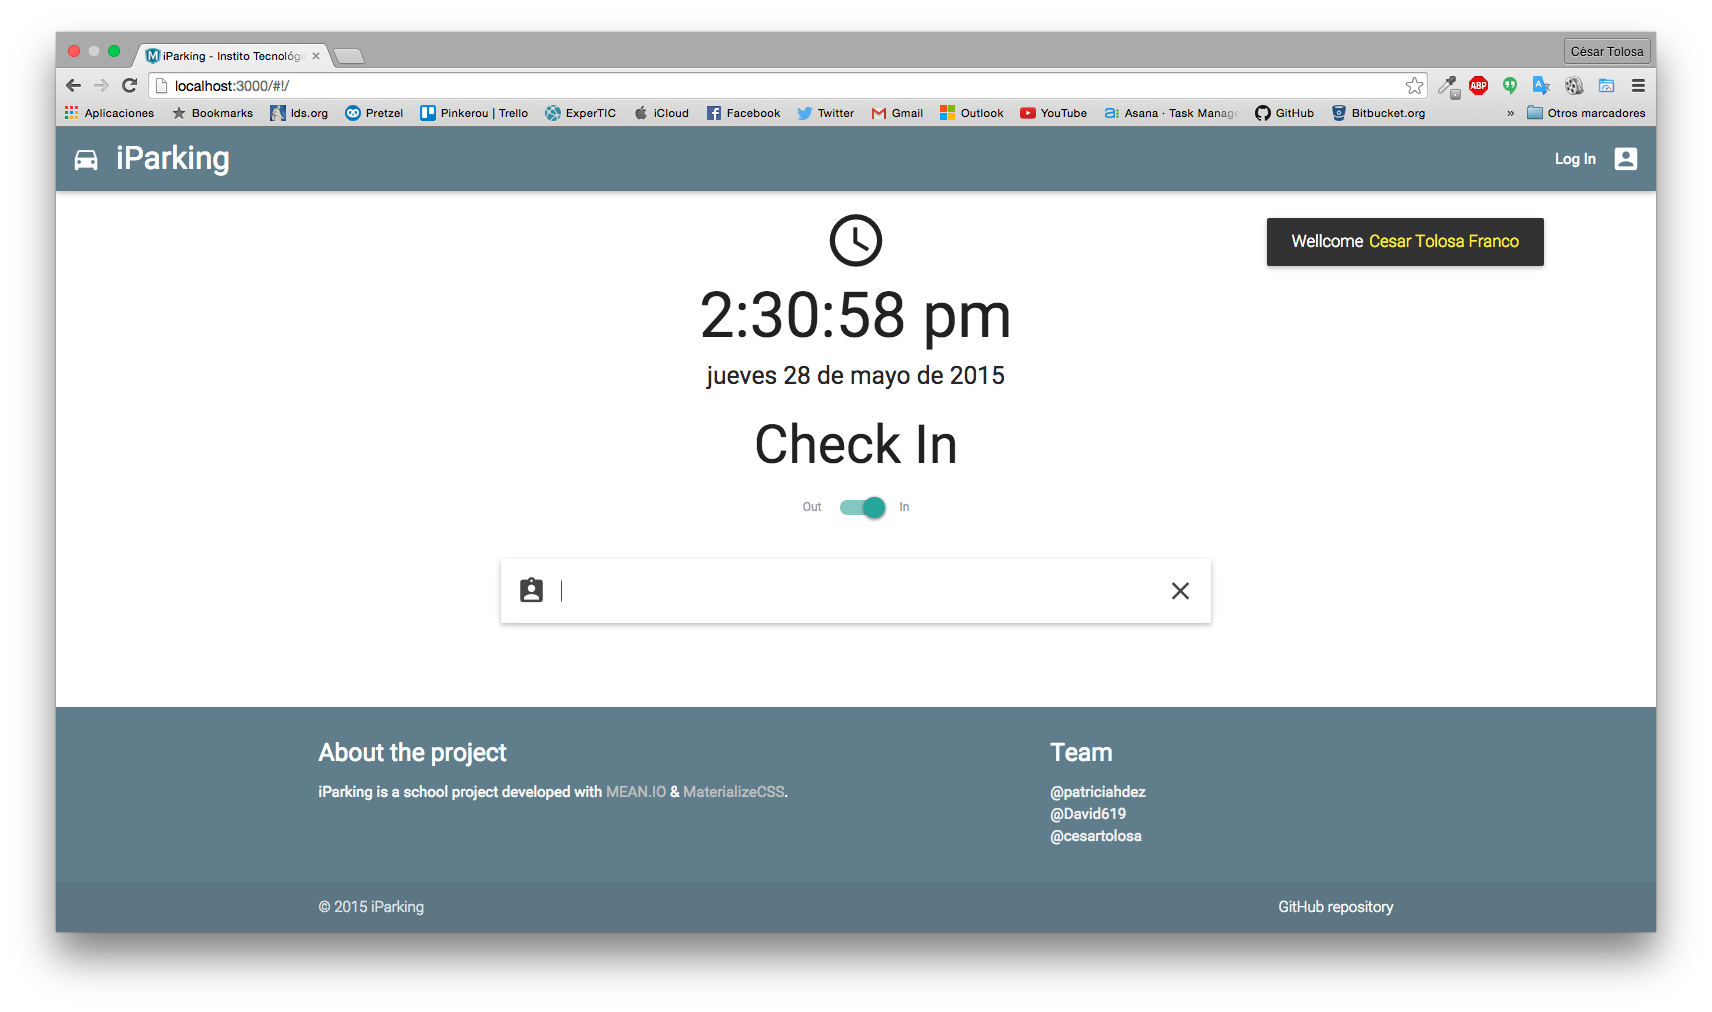 iParking - Instito Tecnológi
César Tolosa
localhost:3000/#!/
ABP
Aplicaciones Bookmarks lds.org Pretzel Pinkerou | Trello ExperTIC iCloud Facebook Twitter Gmail Outlook YouTube Asana · Task Manag GitHub Bitbucket.org » Otros marcadores
iParking
Log In
Wellcome Cesar Tolosa Franco
2:30:58 pm
jueves 28 de mayo de 2015
Check In
Out In
About the project
iParking is a school project developed with MEAN.IO & MaterializeCSS.
Team
@patriciahdez
@David619
@cesartolosa
© 2015 iParking
GitHub repository